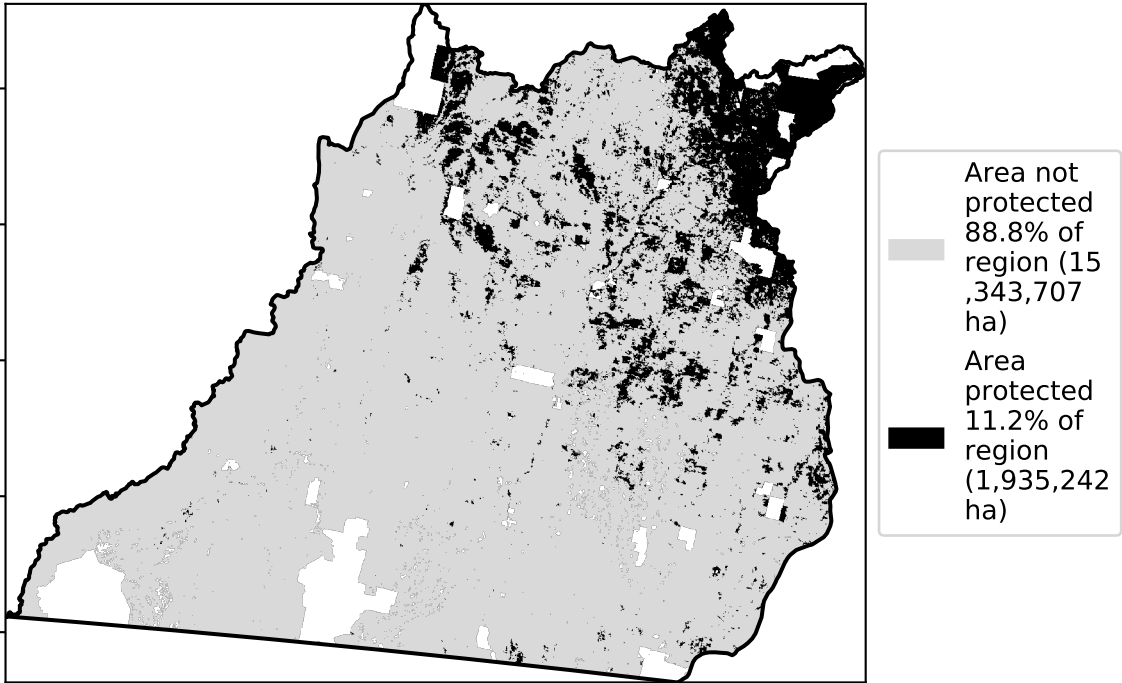 Area not
protected
88.8% of
region (15
,343,707
ha)
Area
protected
11.2% of
region
(1,935,242
ha)